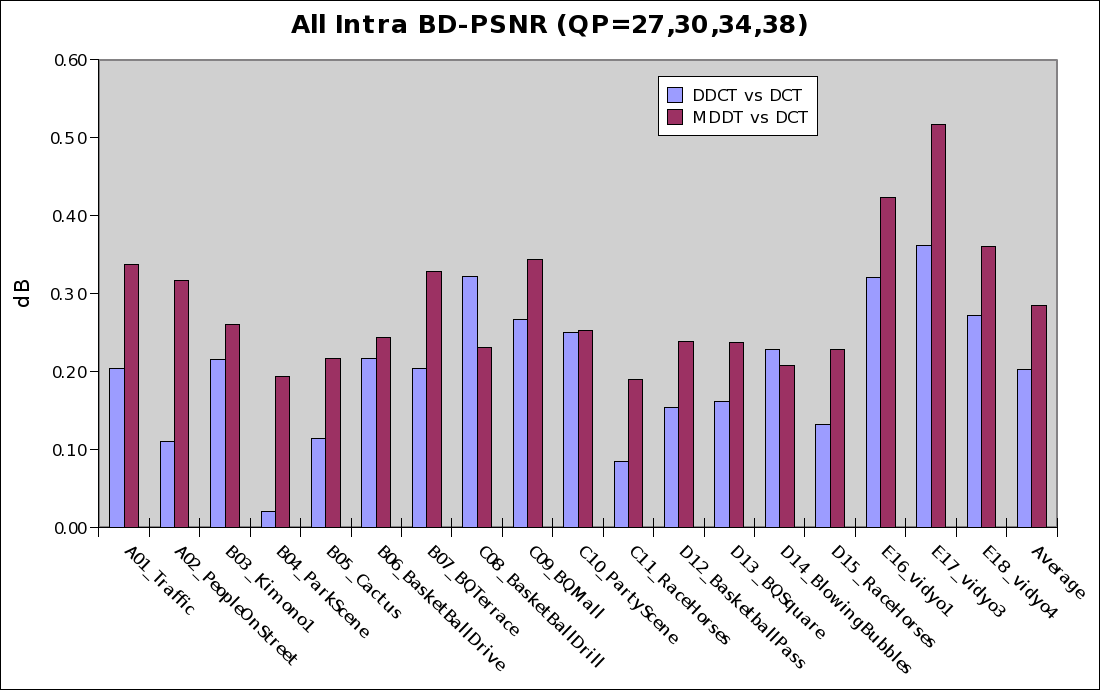 All Intra BD-PSNR (QP=27,30,34,38)
0.60
0.50
0.40
0.30
0.20
0.10
0.00
dB
DDCT vs DCT
MDDT vs DCT
A01_Traffic
A02_PeopleOnStreet
B03_Kimono1
B04_ParkScene
B05_Cactus
B06_BasketBallDrive
B07_BQTerrace
C08_BasketBallDrill
C09_BQMall
C10_PartyScene
C11_RaceHorses
D12_BasketballPass
D13_BQSquare
D14_BlowingBubbles
D15_RaceHorses
E16_vidyo1
E17_vidyo3
E18_vidyo4
Average